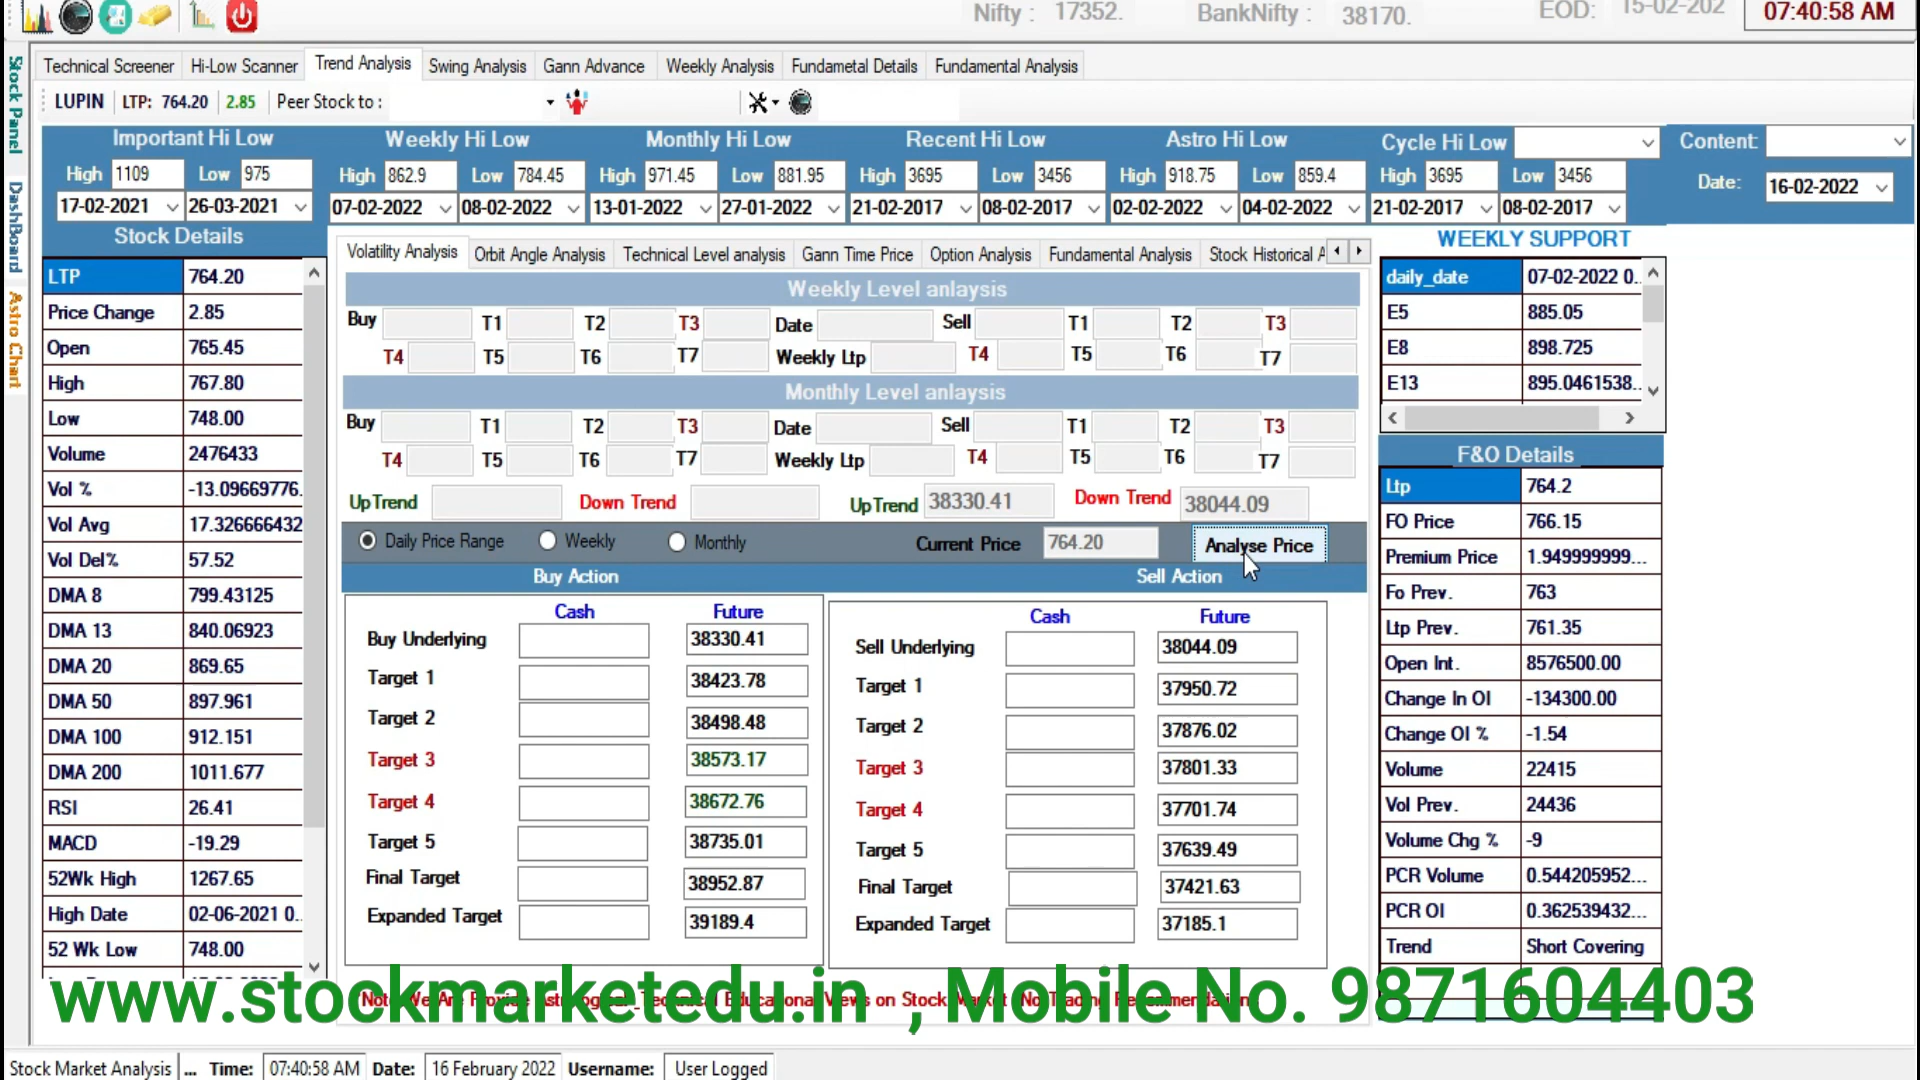 Nifty : 17352. BankNifty : 38170. EOD: 15-02-202 07:40:58 AM
Stock Panel
DashBoard
Astro Chart
Technical Screener Hi-Low Scanner Trend Analysis Swing Analysis Gann Advance Weekly Analysis Fundametal Details Fundamental Analysis
LUPIN LTP: 764.20 2.85 Peer Stock to :
Important Hi Low Weekly Hi Low Monthly Hi Low Recent Hi Low Astro Hi Low Cycle Hi Low Content:
High 1109 Low 975 High 862.9 Low 784.45 High 971.45 Low 881.95 High 3695 Low 3456 High 918.75 Low 859.4 High 3695 Low 3456 Date: 16-02-2022
17-02-2021 26-03-2021 07-02-2022 08-02-2022 13-01-2022 27-01-2022 21-02-2017 08-02-2017 02-02-2022 04-02-2022 21-02-2017 08-02-2017
Stock Details
LTP 764.20
Price Change 2.85
Open 765.45
High 767.80
Low 748.00
Volume 2476433
Vol % -13.09669776.
Vol Avg 17.326666432
Vol Del% 57.52
DMA 8 799.43125
DMA 13 840.06923
DMA 20 869.65
DMA 50 897.961
DMA 100 912.151
DMA 200 1011.677
RSI 26.41
MACD -19.29
52Wk High 1267.65
High Date 02-06-2021 0..
52 Wk Low 748.00
Volatility Analysis Orbit Angle Analysis Technical Level analysis Gann Time Price Option Analysis Fundamental Analysis Stock Historical A
Weekly Level anlaysis
Buy T1 T2 T3 Date Sell T1 T2 T3
T4 T5 T6 T7 Weekly Ltp T4 T5 T6 T7
Monthly Level anlaysis
Buy T1 T2 T3 Date Sell T1 T2 T3
T4 T5 T6 T7 Weekly Ltp T4 T5 T6 T7
UpTrend Down Trend UpTrend 38330.41 Down Trend 38044.09
Daily Price Range Weekly Monthly Current Price 764.20 Analyse Price
Buy Action Sell Action
Cash Future
Buy Underlying 38330.41
Target 1 38423.78
Target 2 38498.48
Target 3 38573.17
Target 4 38672.76
Target 5 38735.01
Final Target 38952.87
Expanded Target 39189.4
Cash Future
Sell Underlying 38044.09
Target 1 37950.72
Target 2 37876.02
Target 3 37801.33
Target 4 37701.74
Target 5 37639.49
Final Target 37421.63
Expanded Target 37185.1
WEEKLY SUPPORT
daily_date 07-02-2022 0..
E5 885.05
E8 898.725
E13 895.0461538..
F&O Details
Ltp 764.2
FO Price 766.15
Premium Price 1.949999999...
Fo Prev. 763
Ltp Prev. 761.35
Open Int. 8576500.00
Change In OI -134300.00
Change OI % -1.54
Volume 22415
Vol Prev. 24436
Volume Chg % -9
PCR Volume 0.544205952...
PCR OI 0.362539432...
Trend Short Covering
www.stockmarketedu.in , Mobile No. 9871604403
Stock Market Analysis ... Time: 07:40:58 AM Date: 16 February 2022 Username: User Logged